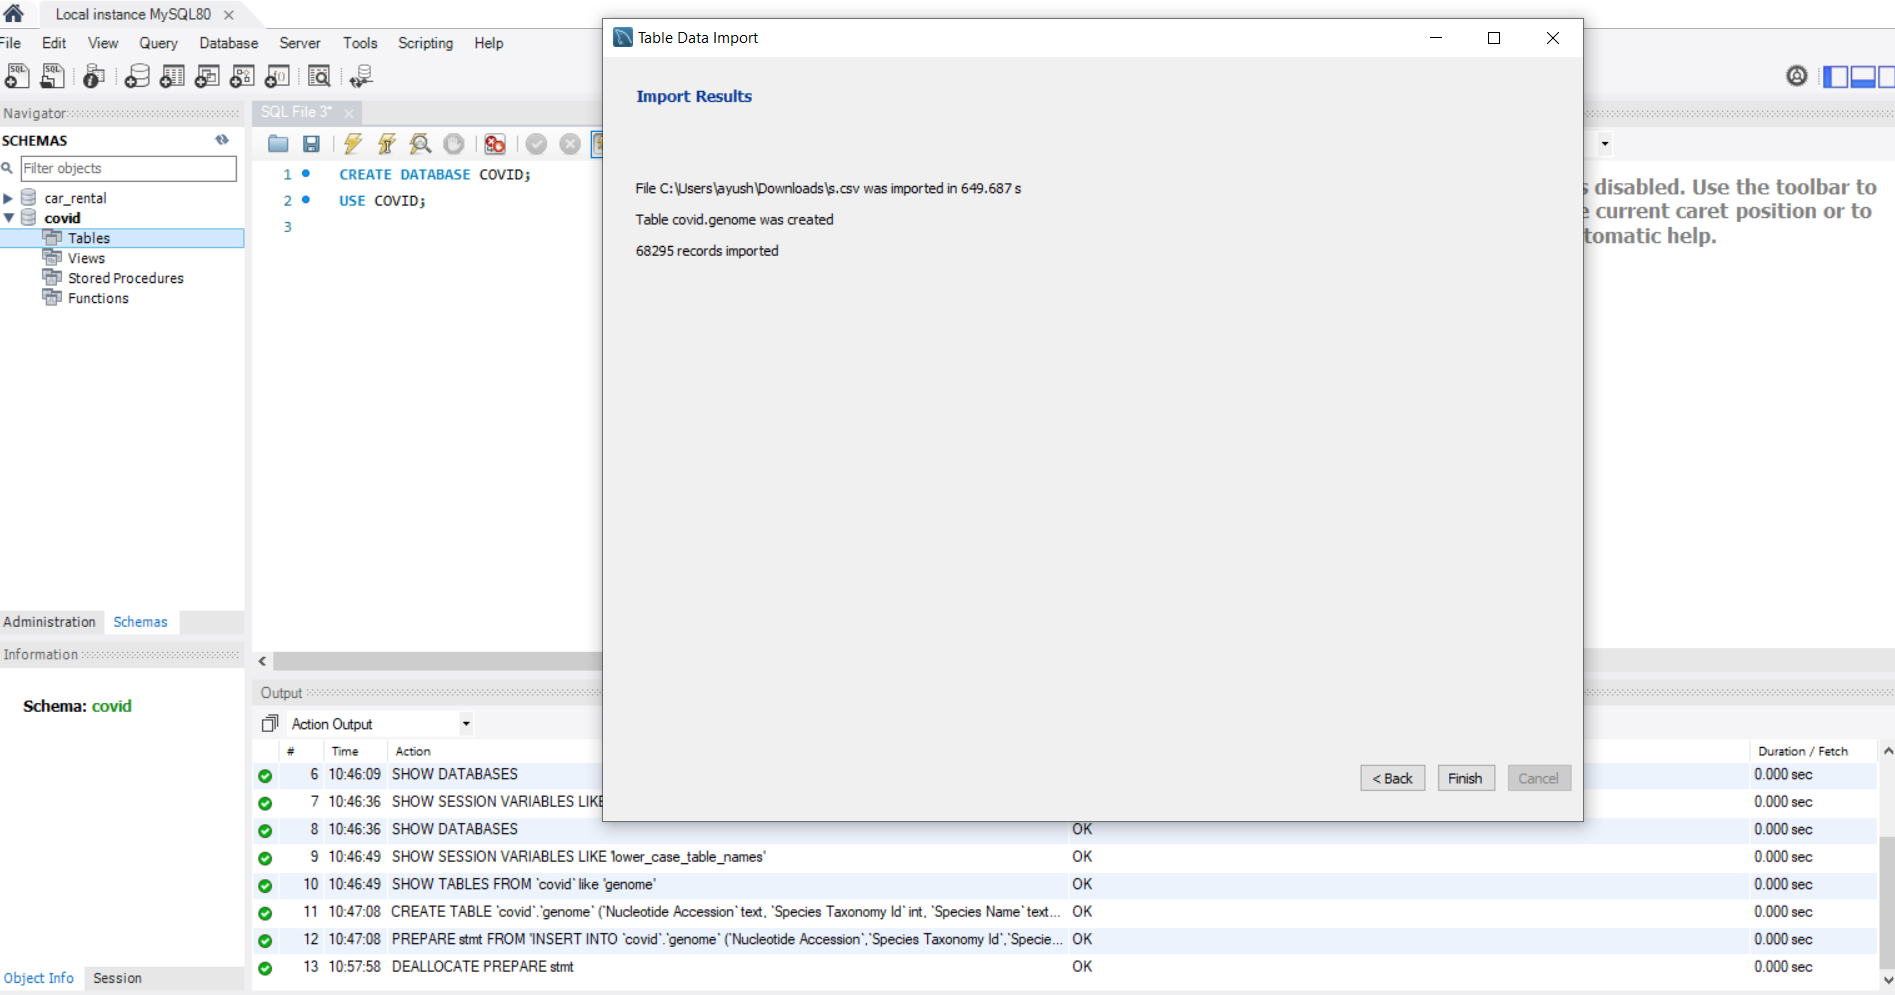 Local instance MySQL80
File Edit View Query Database Server Tools Scripting Help
Navigator
SCHEMAS
Filter objects
car_rental
covid
Tables
Views
Stored Procedures
Functions
Administration Schemas
Information
Schema: covid
Object Info Session
SQL File 3*
1 CREATE DATABASE COVID;
2 USE COVID;
3
Table Data Import
Import Results
File C:\Users\ayush\Downloads\s.csv was imported in 649.687 s
Table covid.genome was created
68295 records imported
< Back Finish Cancel
disabled. Use the toolbar to
current caret position or to
tomatic help.
Output
Action Output
# Time Action Duration / Fetch
6 10:46:09 SHOW DATABASES 0.000 sec
7 10:46:36 SHOW SESSION VARIABLES LIKE 0.000 sec
8 10:46:36 SHOW DATABASES OK 0.000 sec
9 10:46:49 SHOW SESSION VARIABLES LIKE 'lower_case_table_names' OK 0.000 sec
10 10:46:49 SHOW TABLES FROM `covid` like 'genome' OK 0.000 sec
11 10:47:08 CREATE TABLE `covid`.`genome` (`Nucleotide Accession` text, `Species Taxonomy Id` int, `Species Name` text... OK 0.000 sec
12 10:47:08 PREPARE stmt FROM 'INSERT INTO `covid`.`genome` (`Nucleotide Accession`,`Species Taxonomy Id`,`Specie... OK 0.000 sec
13 10:57:58 DEALLOCATE PREPARE stmt OK 0.000 sec